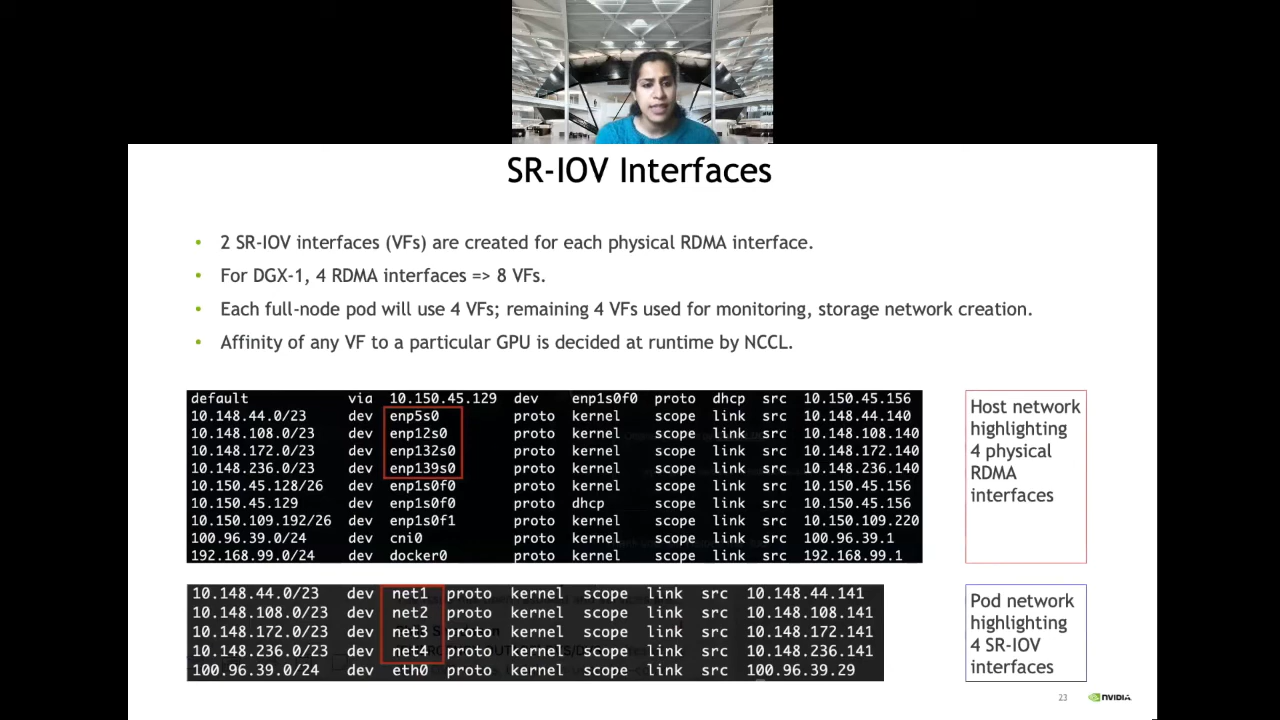 SR-IOV Interfaces
• 2 SR-IOV interfaces (VFs) are created for each physical RDMA interface.
• For DGX-1, 4 RDMA interfaces => 8 VFs.
• Each full-node pod will use 4 VFs; remaining 4 VFs used for monitoring, storage network creation.
• Affinity of any VF to a particular GPU is decided at runtime by NCCL.
default via 10.150.45.129 dev enp1s0f0 proto dhcp src 10.150.45.156
10.148.44.0/23 dev enp5s0 proto kernel scope link src 10.148.44.140
10.148.108.0/23 dev enp12s0 proto kernel scope link src 10.148.108.140
10.148.172.0/23 dev enp132s0 proto kernel scope link src 10.148.172.140
10.148.236.0/23 dev enp139s0 proto kernel scope link src 10.148.236.140
10.150.45.128/26 dev enp1s0f0 proto kernel scope link src 10.150.45.156
10.150.45.129 dev enp1s0f0 proto dhcp scope link src 10.150.45.156
10.150.109.192/26 dev enp1s0f1 proto kernel scope link src 10.150.109.220
100.96.39.0/24 dev cni0 proto kernel scope link src 100.96.39.1
192.168.99.0/24 dev docker0 proto kernel scope link src 192.168.99.1
Host network
highlighting
4 physical
RDMA
interfaces
10.148.44.0/23 dev net1 proto kernel scope link src 10.148.44.141
10.148.108.0/23 dev net2 proto kernel scope link src 10.148.108.141
10.148.172.0/23 dev net3 proto kernel scope link src 10.148.172.141
10.148.236.0/23 dev net4 proto kernel scope link src 10.148.236.141
100.96.39.0/24 dev eth0 proto kernel scope link src 100.96.39.29
Pod network
highlighting
4 SR-IOV
interfaces
23
NVIDIA.